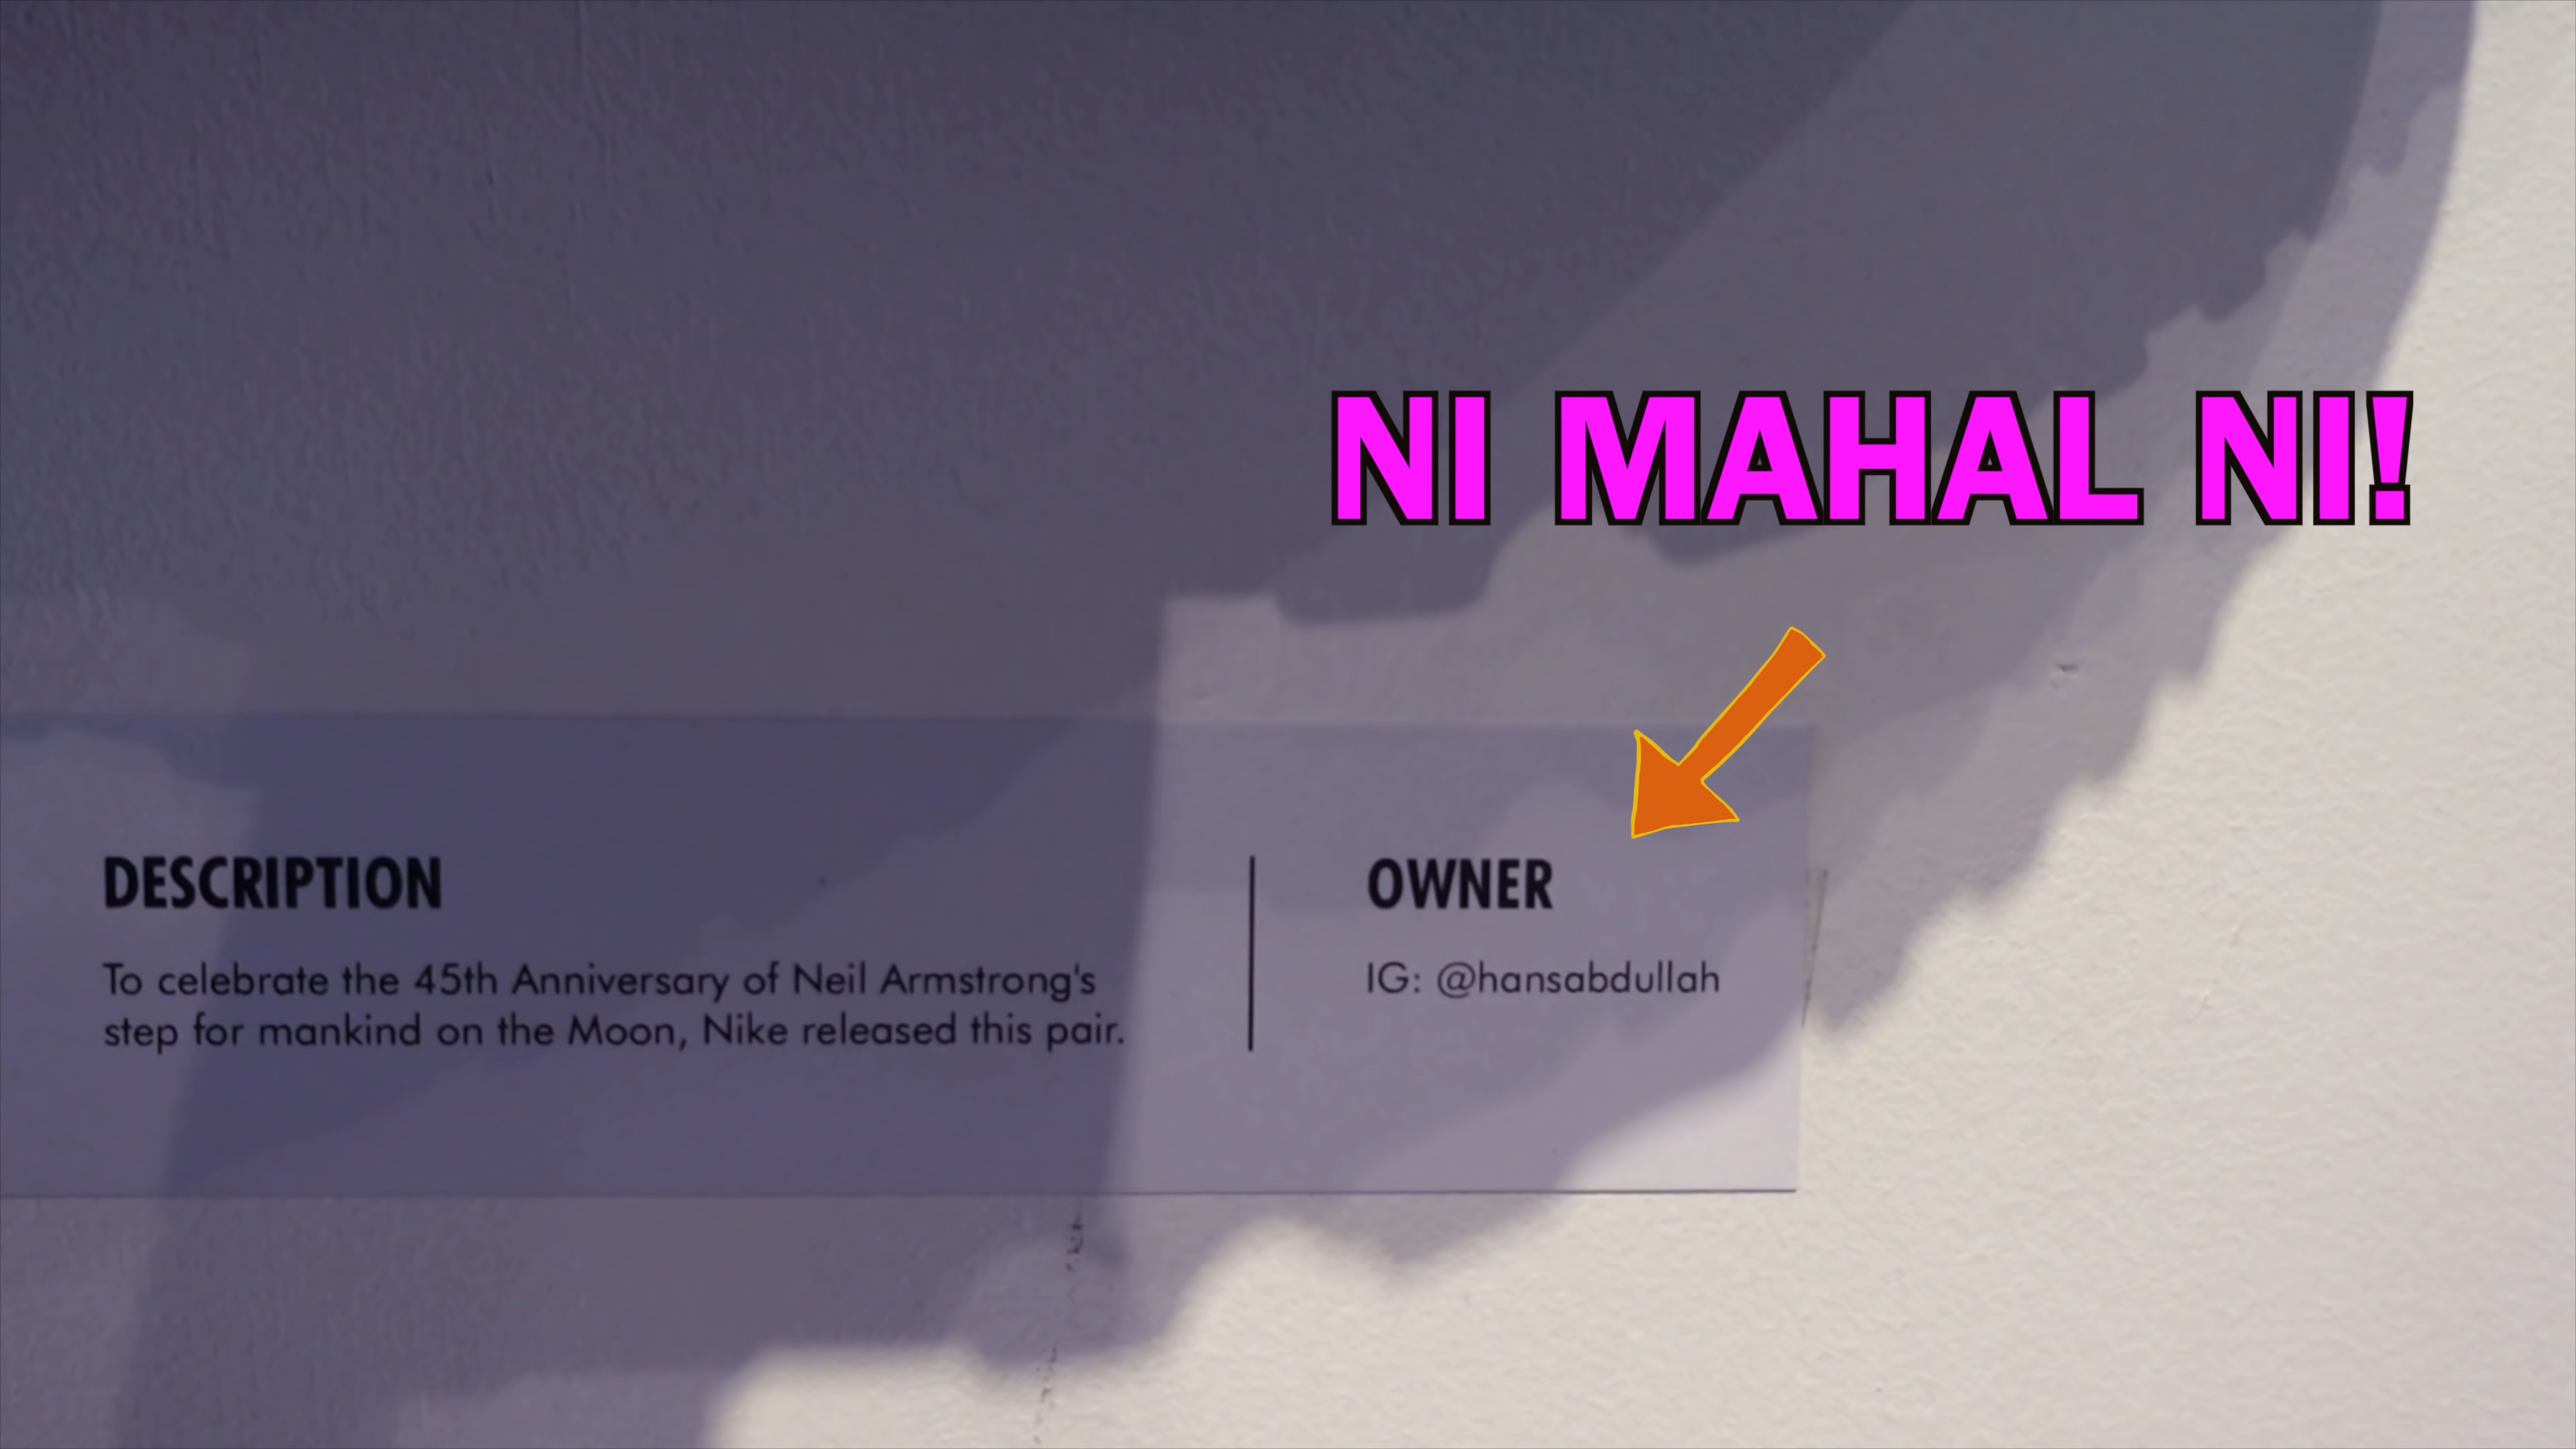 NI MAHAL NI!
DESCRIPTION
To celebrate the 45th Anniversary of Neil Armstrong's
step for mankind on the Moon, Nike released this pair.
OWNER
IG: @hansabdullah